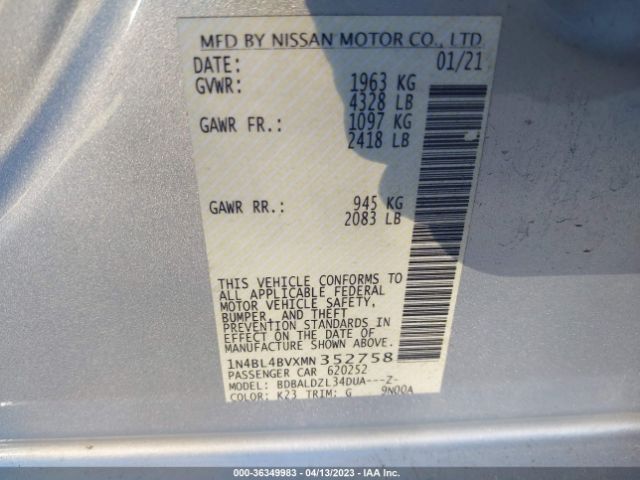 MFD BY NISSAN MOTOR CO., LTD
DATE: 01/21
GVWR: 1963 KG
4328 LB
GAWR FR.: 1097 KG
2418 LB
GAWR RR.: 945 KG
2083 LB
THIS VEHICLE CONFORMS TO
ALL APPLICABLE FEDERAL
MOTOR VEHICLE SAFETY,
BUMPER, AND THEFT
PREVENTION STANDARDS IN
EFFECT ON THE DATE OF
MANUFACTURE SHOWN ABOVE.
1N4BL4BVXMN352758
PASSENGER CAR 620252
MODEL: BDBALDZL34DUA---Z-
COLOR: K23 TRIM: G 9N00A
000-36349983 - 04/13/2023 - IAA Inc.